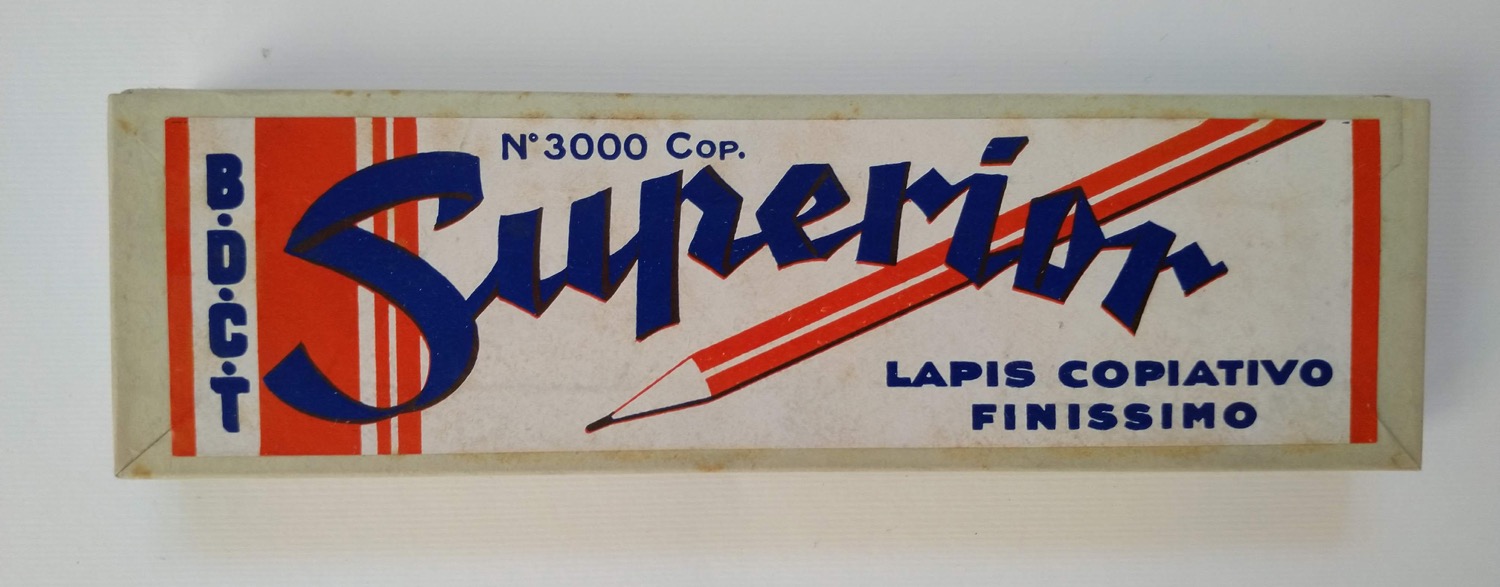 B.D.C.T
N° 3000 Cop.
Superior
LAPIS COPIATIVO
FINISSIMO